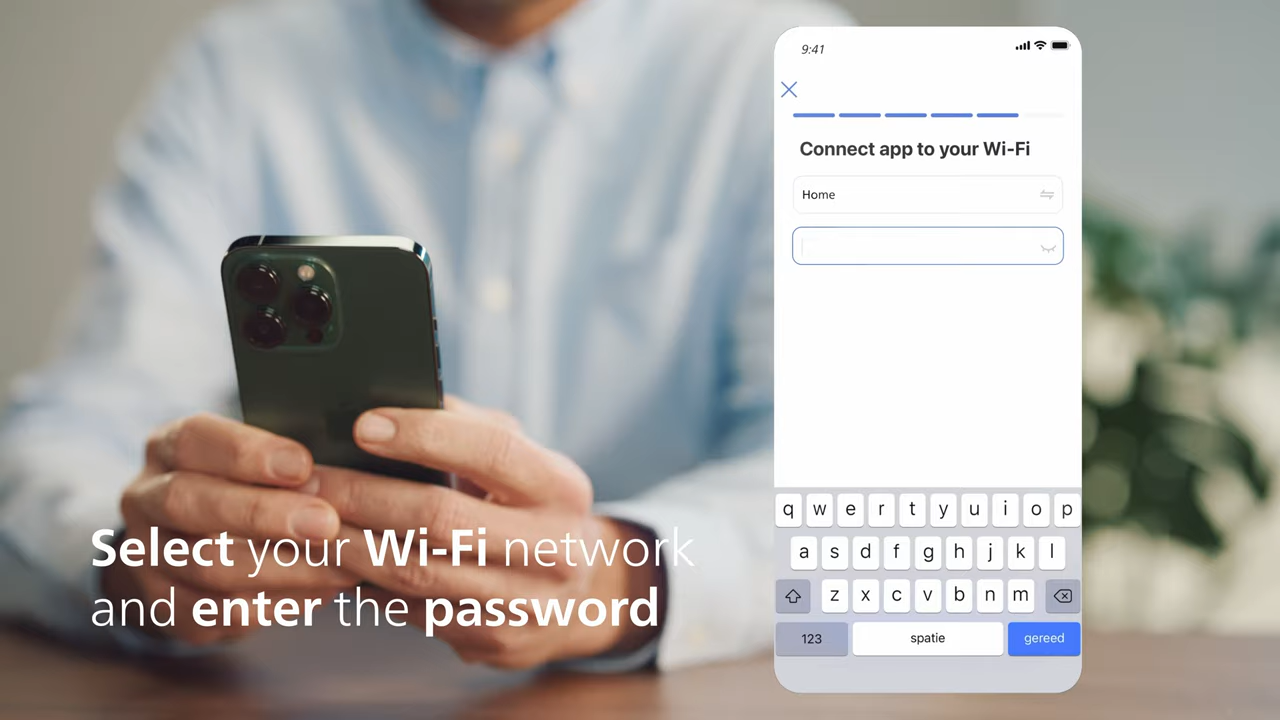 Select your Wi-Fi network
and enter the password
9:41
Connect app to your Wi-Fi
Home
q w e r t y u i o p
a s d f g h j k l
z x c v b n m
123 spatie gereed